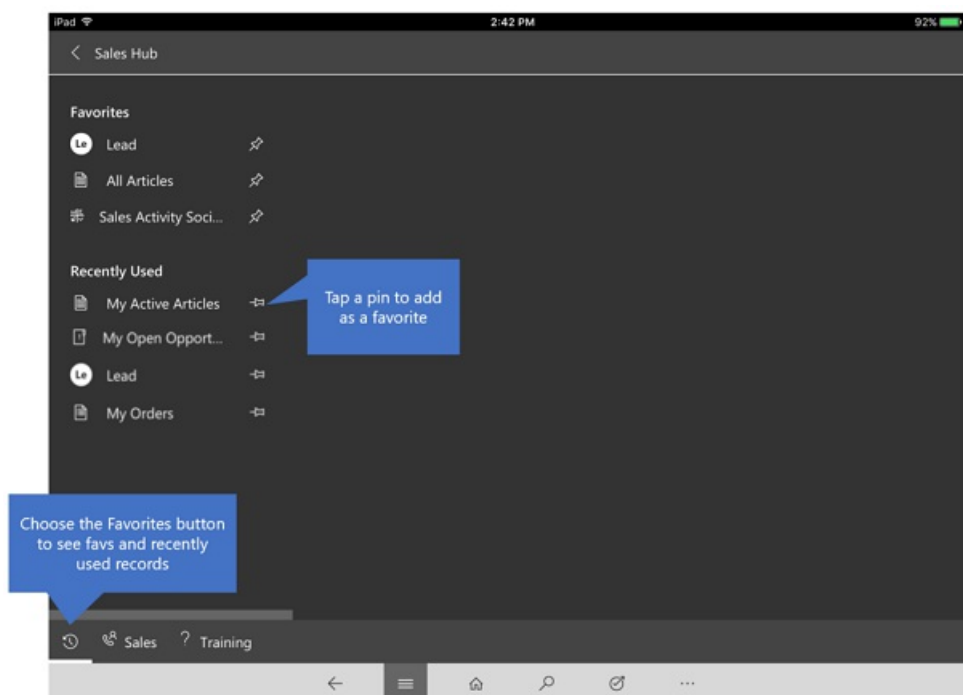 iPad 2:42 PM 92%
Sales Hub
Favorites
Le Lead
All Articles
Sales Activity Soci...
Recently Used
My Active Articles
Tap a pin to add
as a favorite
My Open Opport...
Le Lead
My Orders
Choose the Favorites button
to see favs and recently
used records
Sales ? Training